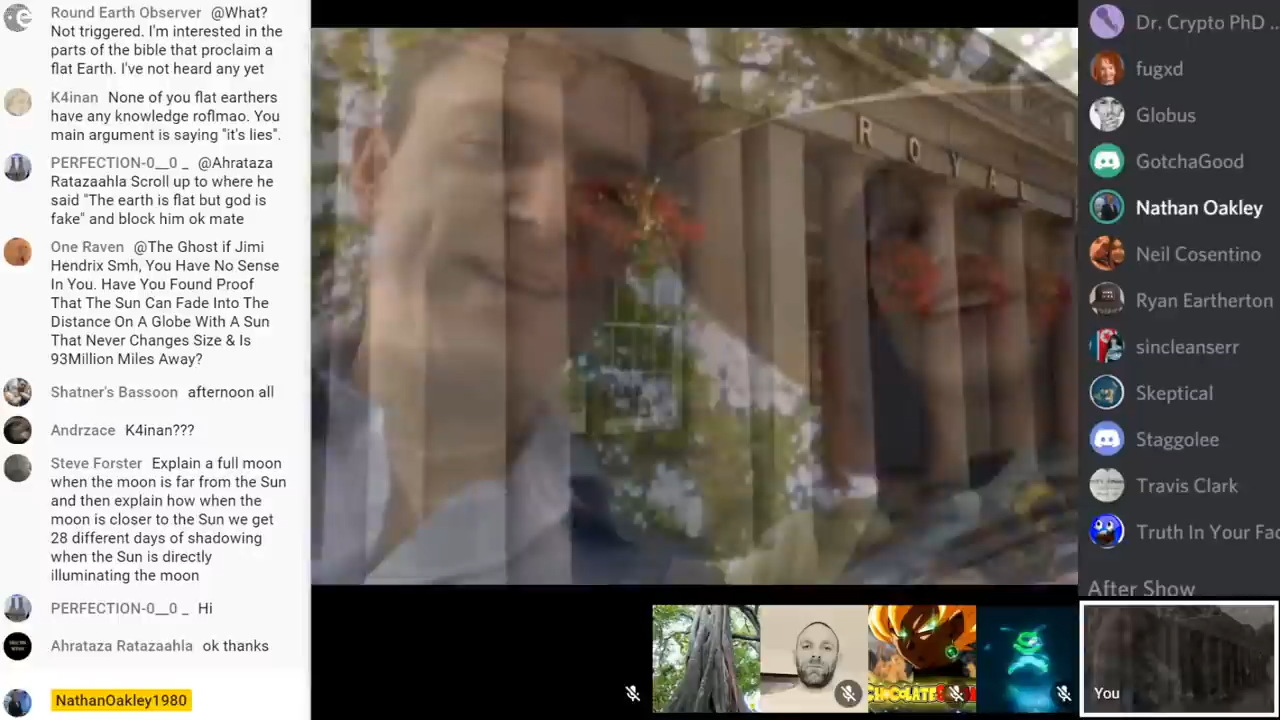 Round Earth Observer @What?
Not triggered. I'm interested in the
parts of the bible that proclaim a
flat Earth. I've not heard any yet
K4inan None of you flat earthers
have any knowledge roflmao. You
main argument is saying "it's lies".
PERFECTION-0__0 _ @Ahrataza
Ratazaahla Scroll up to where he
said "The earth is flat but god is
fake" and block him ok mate
One Raven @The Ghost if Jimi
Hendrix Smh, You Have No Sense
In You. Have You Found Proof
That The Sun Can Fade Into The
Distance On A Globe With A Sun
That Never Changes Size & Is
93Million Miles Away?
Shatner's Bassoon afternoon all
Andrzace K4inan???
Steve Forster Explain a full moon
when the moon is far from the Sun
and then explain how when the
moon is closer to the Sun we get
28 different days of shadowing
when the Sun is directly
illuminating the moon
PERFECTION-0__0 _ Hi
Ahrataza Ratazaahla ok thanks
NathanOakley1980
ROYAL
Dr. Crypto PhD ..
fugxd
Globus
GotchaGood
Nathan Oakley
Neil Cosentino
Ryan Eartherton
sincleanserr
Skeptical
Staggolee
Travis Clark
Truth In Your Fac
After Show
You